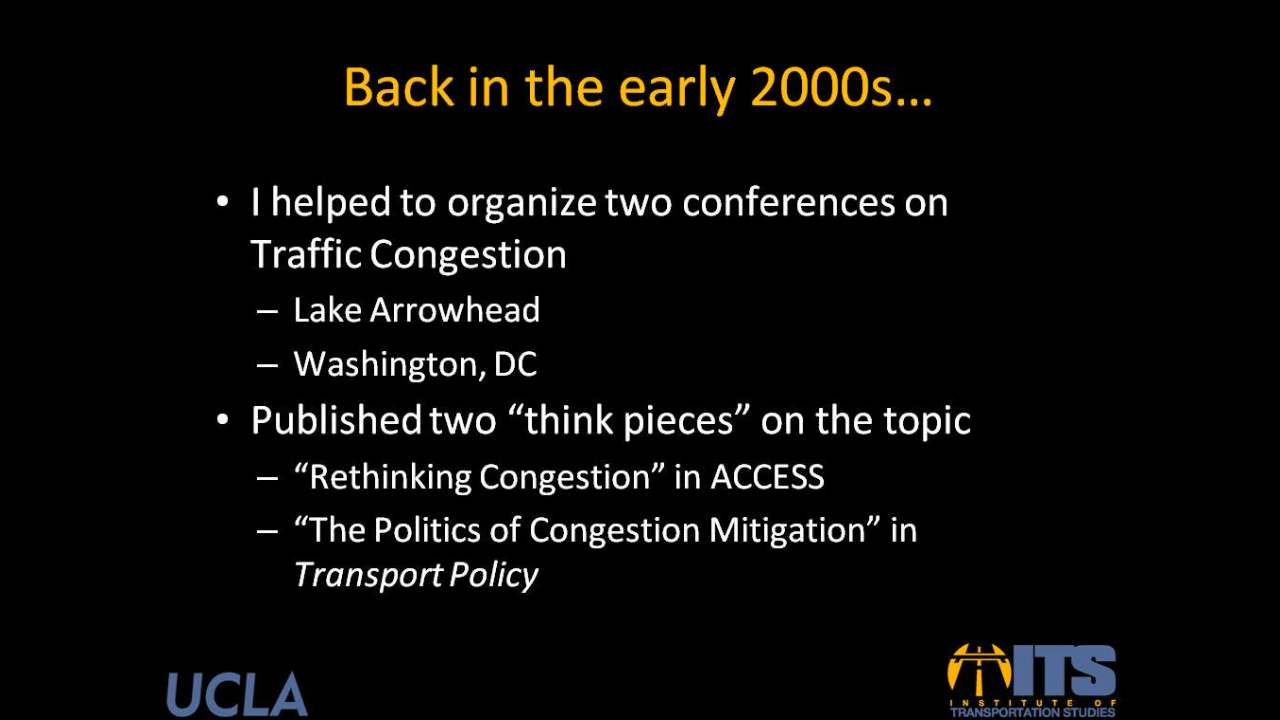 Back in the early 2000s…
• I helped to organize two conferences on
Traffic Congestion
– Lake Arrowhead
– Washington, DC
• Published two “think pieces” on the topic
– “Rethinking Congestion” in ACCESS
– “The Politics of Congestion Mitigation” in
Transport Policy
UCLA
ITS
INSTITUTE OF
TRANSPORTATION STUDIES